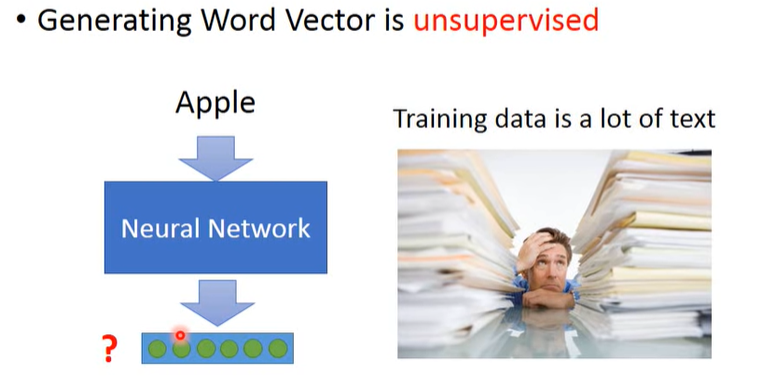 • Generating Word Vector is unsupervised
Apple
Training data is a lot of text
Neural Network
?